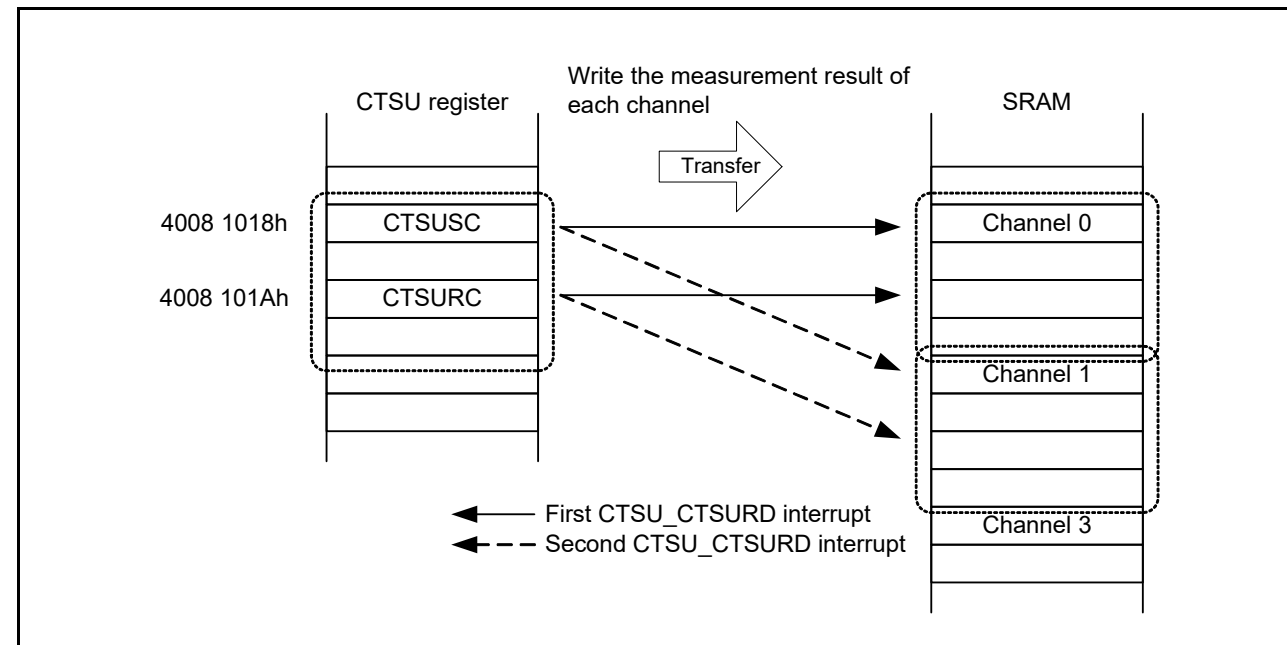 Write the measurement result of
each channel
CTSU register
SRAM
Transfer
4008 1018h
CTSUSC
Channel 0
4008 101Ah
CTSURC
Channel 1
First CTSU_CTSURD interrupt
Second CTSU_CTSURD interrupt
Channel 3